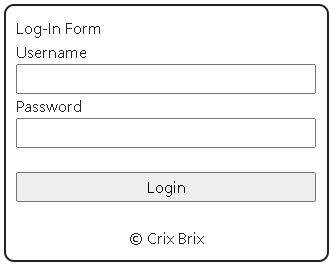 Log-In Form
Username
Password
Login
© Crix Brix